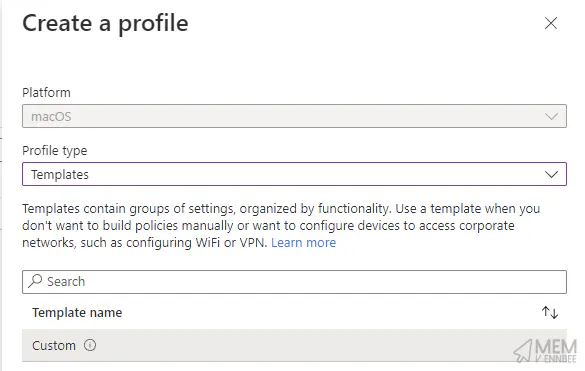 Create a profile
Platform
macOS
Profile type
Templates
Templates contain groups of settings, organized by functionality. Use a template when you
don't want to build policies manually or want to configure devices to access corporate
networks, such as configuring WiFi or VPN. Learn more
Search
Template name
Custom
MEM
VENNBEE